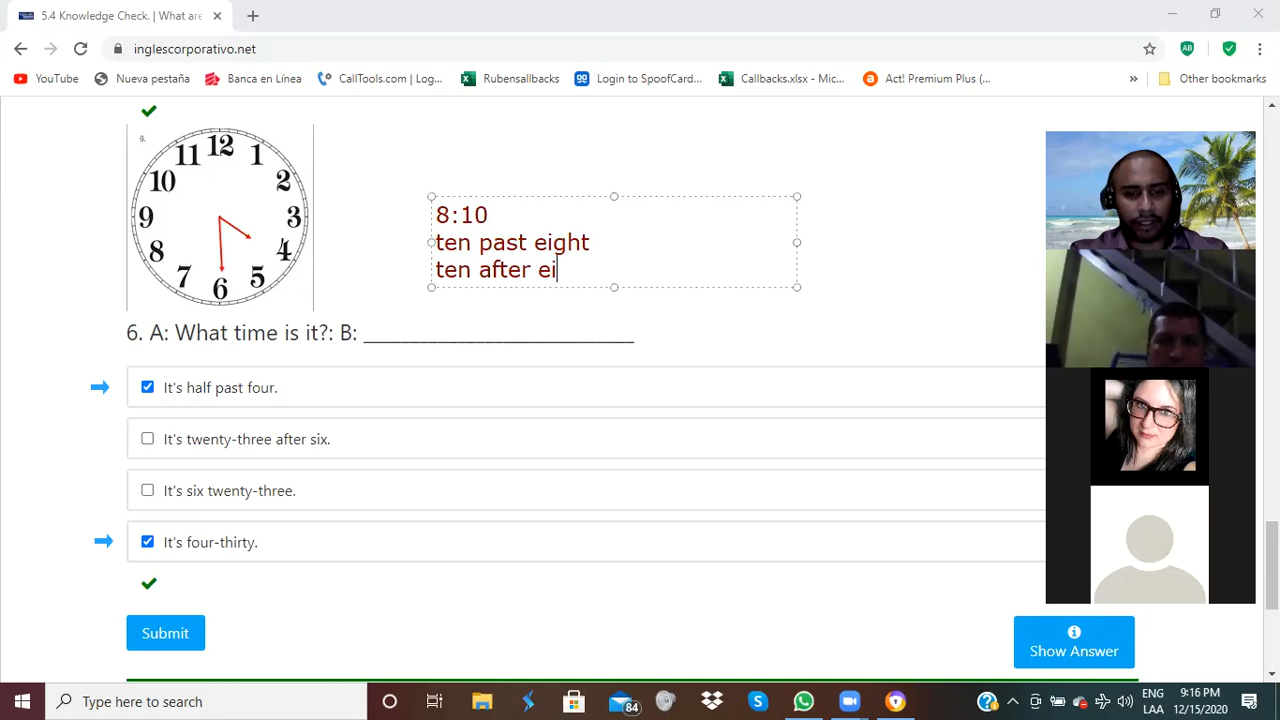 5.4 Knowledge Check. | What are
inglescorporativo.net
YouTube
Nueva pestaña
Banca en Línea
CallTools.com | Log...
Rubensallbacks
Login to SpoofCard...
Callbacks.xlsx - Mic...
Act! Premium Plus (...
»
Other bookmarks
6.
12
11 1
10 2
9 3
8 4
7 5
6
8:10
ten past eight
ten after ei
6. A: What time is it?: B: ___________________________
It's half past four.
It's twenty-three after six.
It's six twenty-three.
It's four-thirty.
Submit
Show Answer
Type here to search
84
ENG
LAA
9:16 PM
12/15/2020